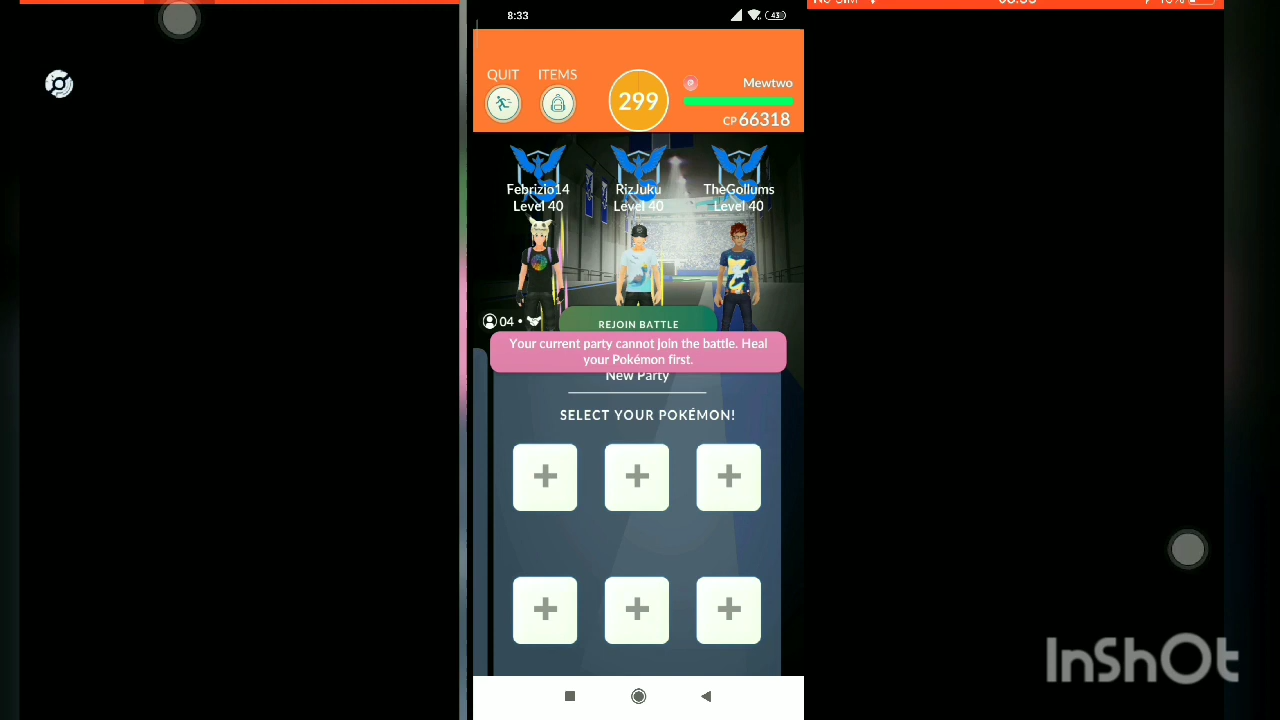 8:33
43
QUIT ITEMS
299
Mewtwo
CP 66318
Febrizio14
Level 40
RizJuku
Level 40
TheGollums
Level 40
04 •
REJOIN BATTLE
Your current party cannot join the battle. Heal
your Pokémon first.
New Party
SELECT YOUR POKÉMON!
InShOt